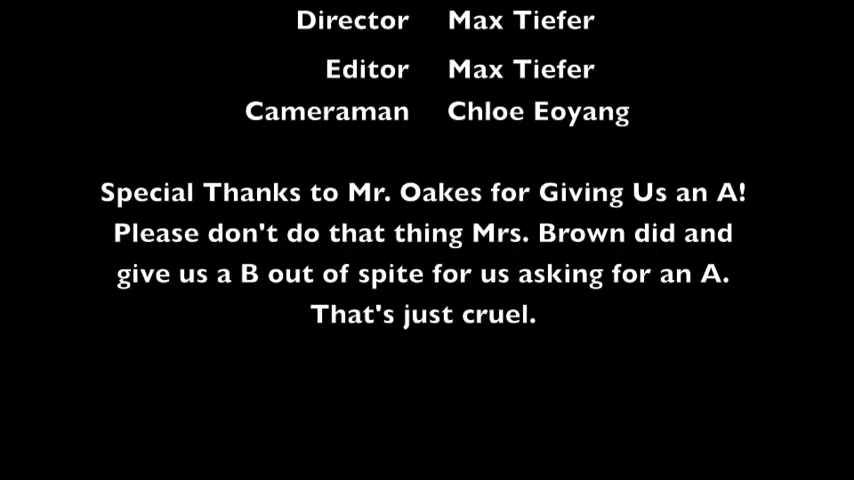 Director Max Tiefer
Editor Max Tiefer
Cameraman Chloe Eoyang
Special Thanks to Mr. Oakes for Giving Us an A!
Please don't do that thing Mrs. Brown did and
give us a B out of spite for us asking for an A.
That's just cruel.